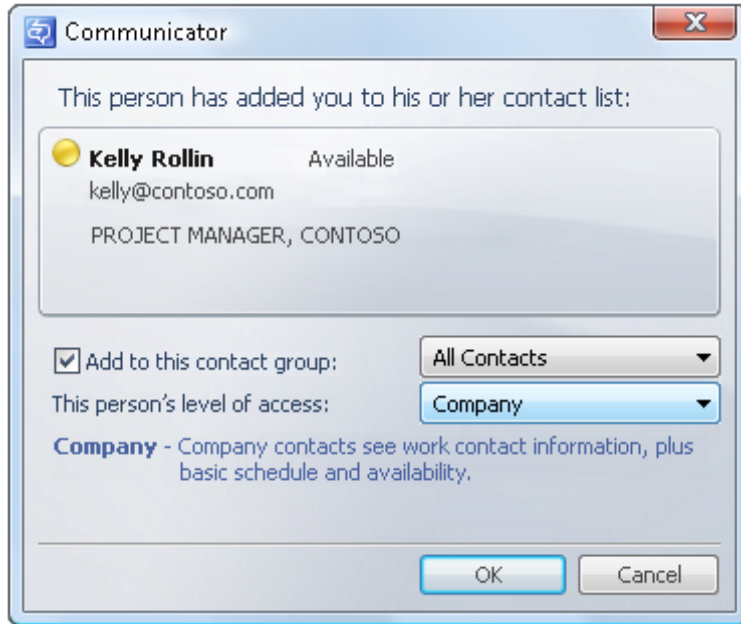 Communicator
This person has added you to his or her contact list:
Kelly Rollin Available
kelly@contoso.com
PROJECT MANAGER, CONTOSO
Add to this contact group: All Contacts
This person's level of access: Company
Company - Company contacts see work contact information, plus
basic schedule and availability.
OK Cancel